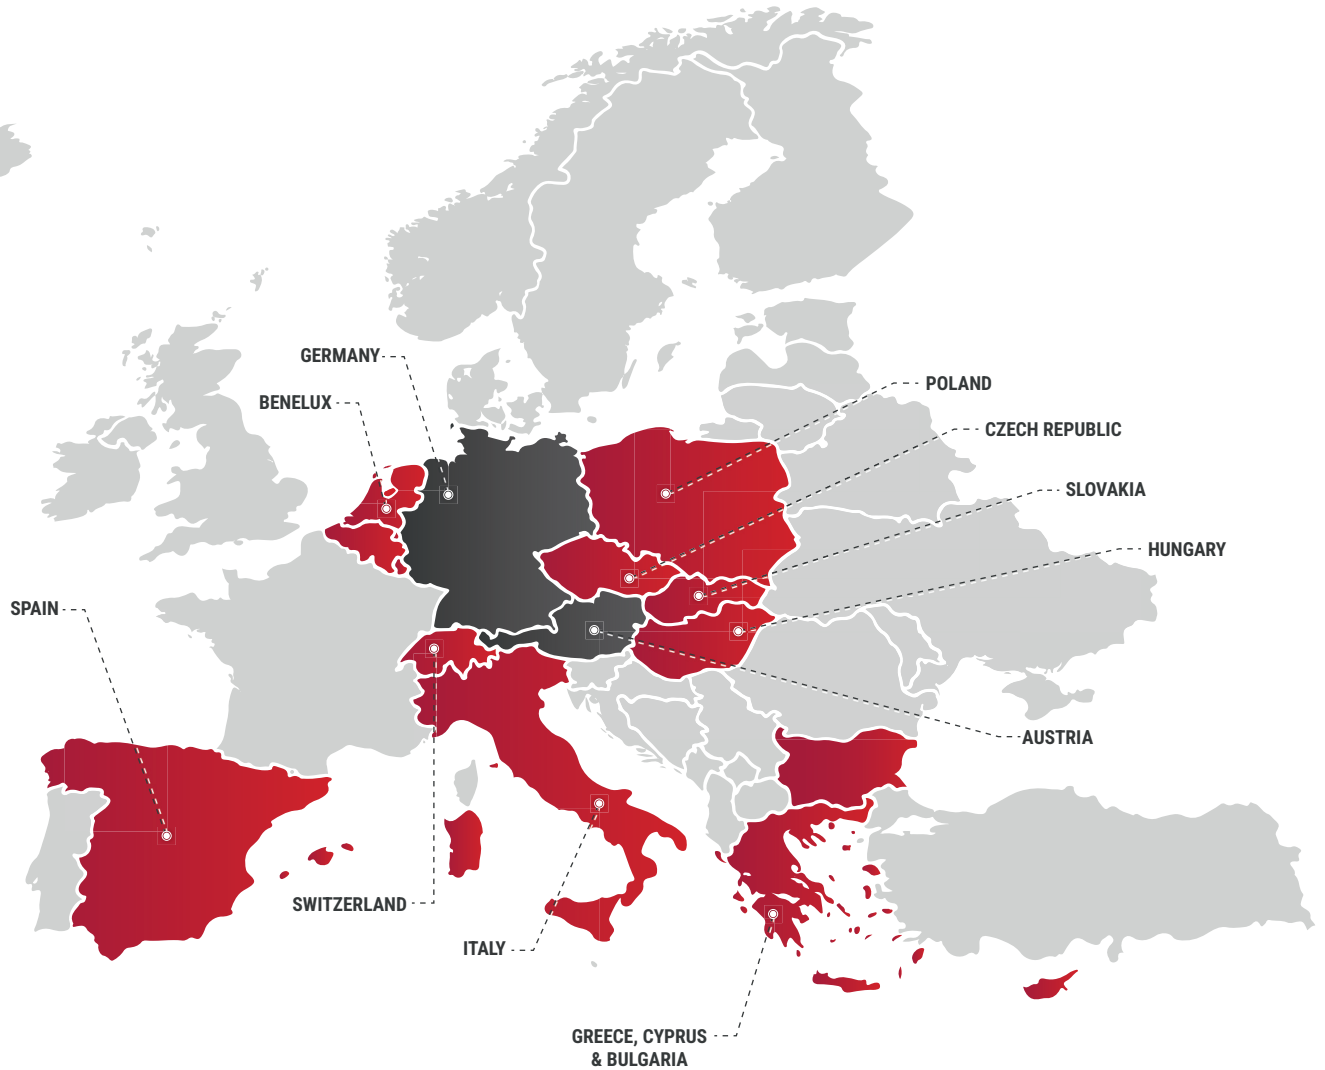 GERMANY
BENELUX
POLAND
CZECH REPUBLIC
SLOVAKIA
HUNGARY
SPAIN
AUSTRIA
SWITZERLAND
ITALY
GREECE, CYPRUS
& BULGARIA